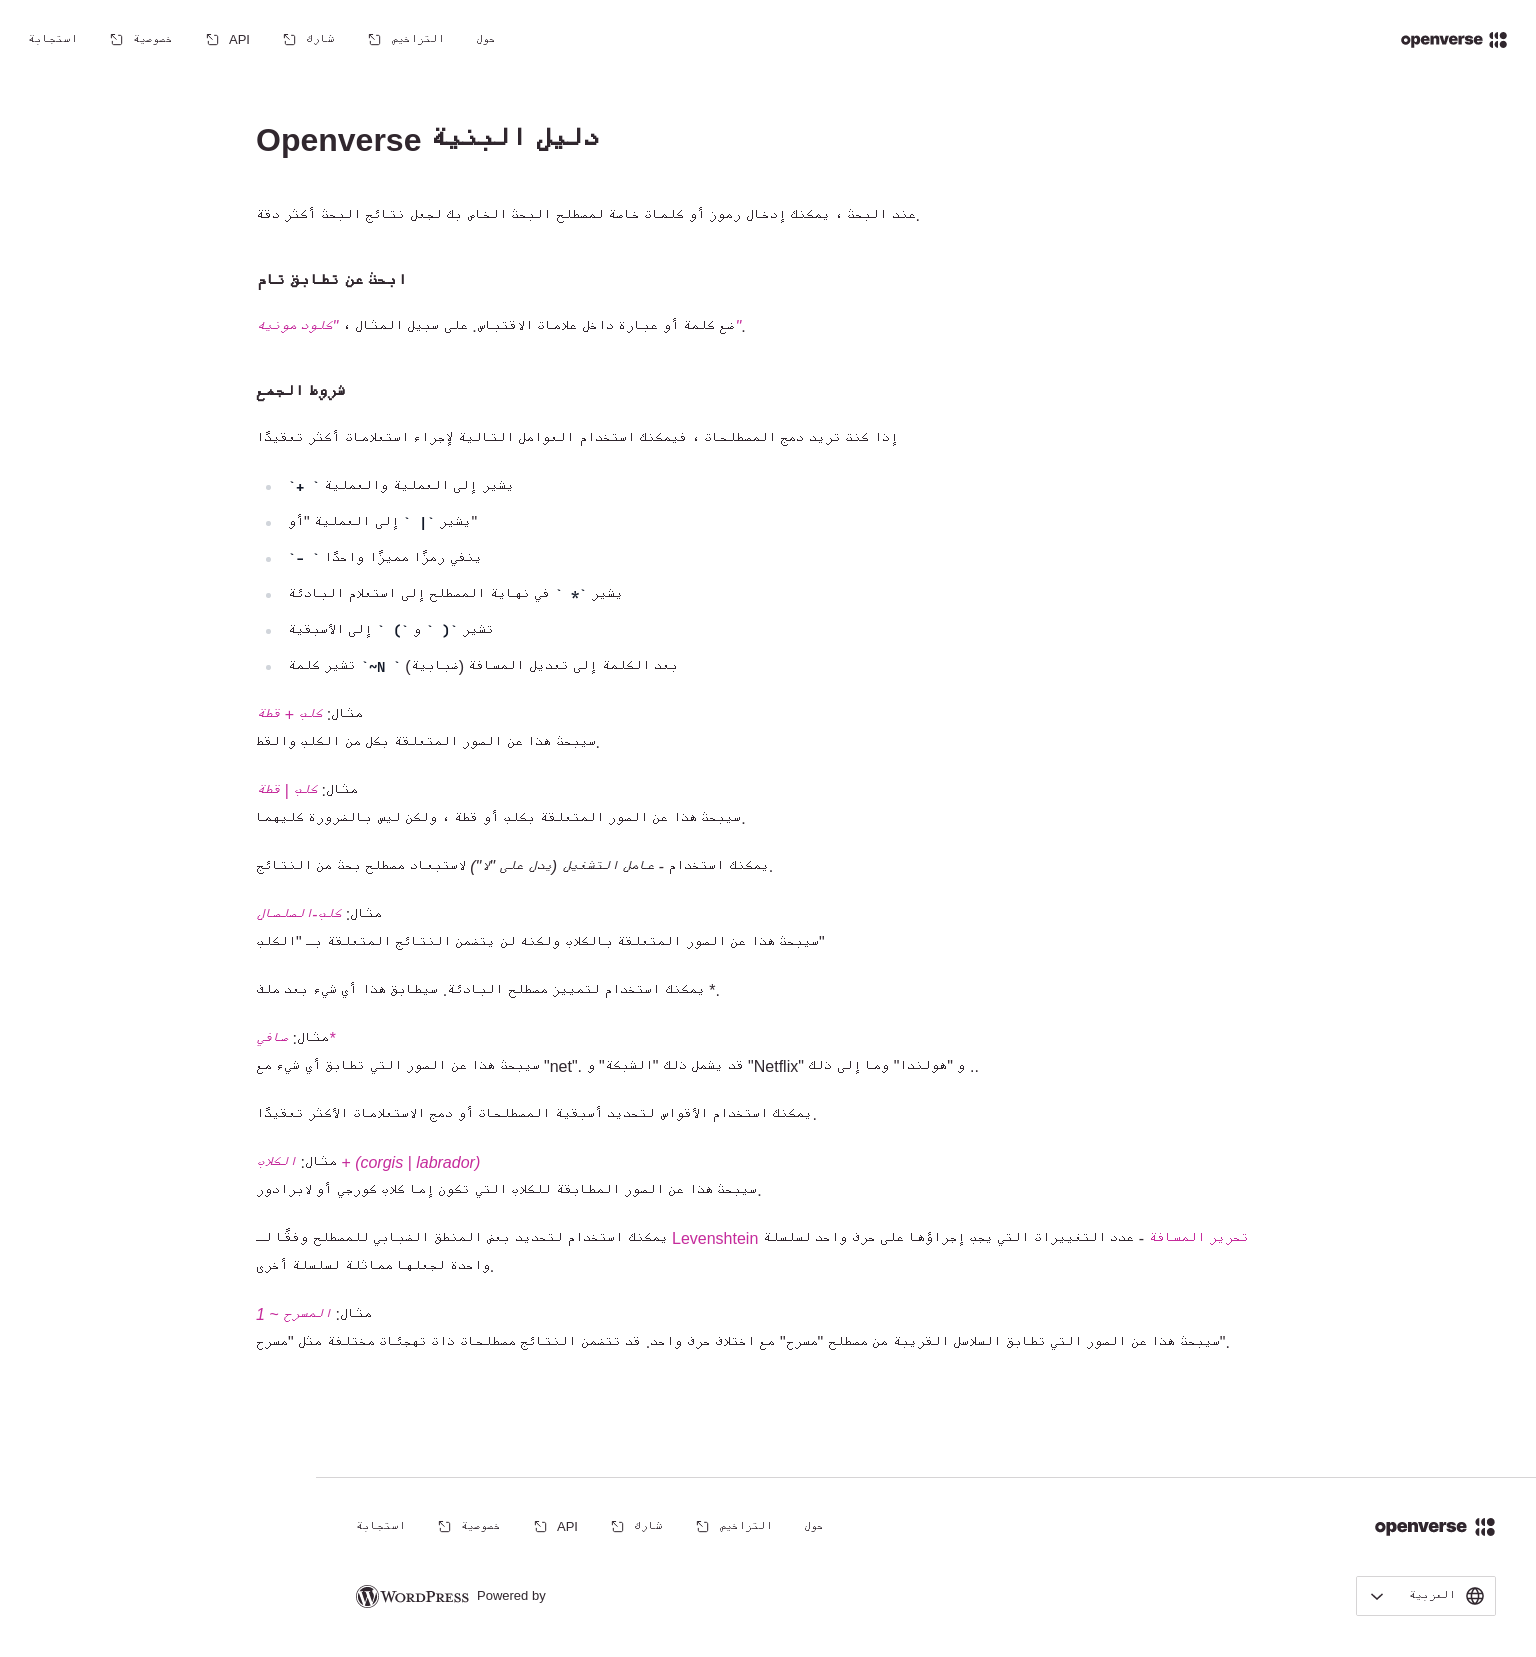 openverse
حول
التراخيص
شارك
API
خصوصية
استجابة
Openverse دليل البنية
عند البحث ، يمكنك إدخال رموز أو كلمات خاصة لمصطلح البحث الخاص بك لجعل نتائج البحث أكثر دقة.
ابحث عن تطابق تام
ضع كلمة أو عبارة داخل علامات الاقتباس. على سبيل المثال ، "كلود مونيه".
شروط الجمع
إذا كنت تريد دمج المصطلحات ، فيمكنك استخدام العوامل التالية لإجراء استعلامات أكثر تعقيدًا
يشير إلى العملية والعملية ` +`
يشير `| ` إلى العملية "أو"
ينفي رمزًا مميزًا واحدًا ` -`
يشير `* ` في نهاية المصطلح إلى استعلام البادئة
تشير `( ` و `) ` إلى الأسبقية
تشير كلمة `~N ` بعد الكلمة إلى تعديل المسافة (ضبابية)
مثال: كلب + قطة
سيبحث هذا عن الصور المتعلقة بكل من الكلب والقط.
مثال: كلب | قطة
سيبحث هذا عن الصور المتعلقة بكلب أو قطة ، ولكن ليس بالضرورة كليهما.
يمكنك استخدام - عامل التشغيل (يدل على "لا") لاستبعاد مصطلح بحث من النتائج.
مثال: كلب-الصلصال
سيبحث هذا عن الصور المتعلقة بالكلاب ولكنه لن يتضمن النتائج المتعلقة بـ "الكلب"
يمكنك استخدام لتمييز مصطلح البادئة. سيطابق هذا أي شيء بعد ملف *.
مثال: صافي*
سيبحث هذا عن الصور التي تطابق أي شيء مع "net". قد يشمل ذلك "الشبكة" و "Netflix" و "هولندا" وما إلى ذلك ..
يمكنك استخدام الأقواس لتحديد أسبقية المصطلحات أو دمج الاستعلامات الأكثر تعقيدًا.
مثال: الكلاب + (corgis | labrador)
سيبحث هذا عن الصور المطابقة للكلاب التي تكون إما كلاب كورجي أو لابرادور.
يمكنك استخدام لتحديد بعض المنطق الضبابي للمصطلح وفقًا لـ Levenshtein تحرير المسافة - عدد التغييرات التي يجب إجراؤها على حرف واحد لسلسلة
واحدة لجعلها مماثلة لسلسلة أخرى.
مثال: المسرح ~ 1
سيبحث هذا عن الصور التي تطابق السلاسل القريبة من مصطلح "مسرح" مع اختلاف حرف واحد. قد تتضمن النتائج مصطلحات ذات تهجئات مختلفة مثل "مسرح".
openverse
حول
التراخيص
شارك
API
خصوصية
استجابة
العربية
Powered by WORDPRESS